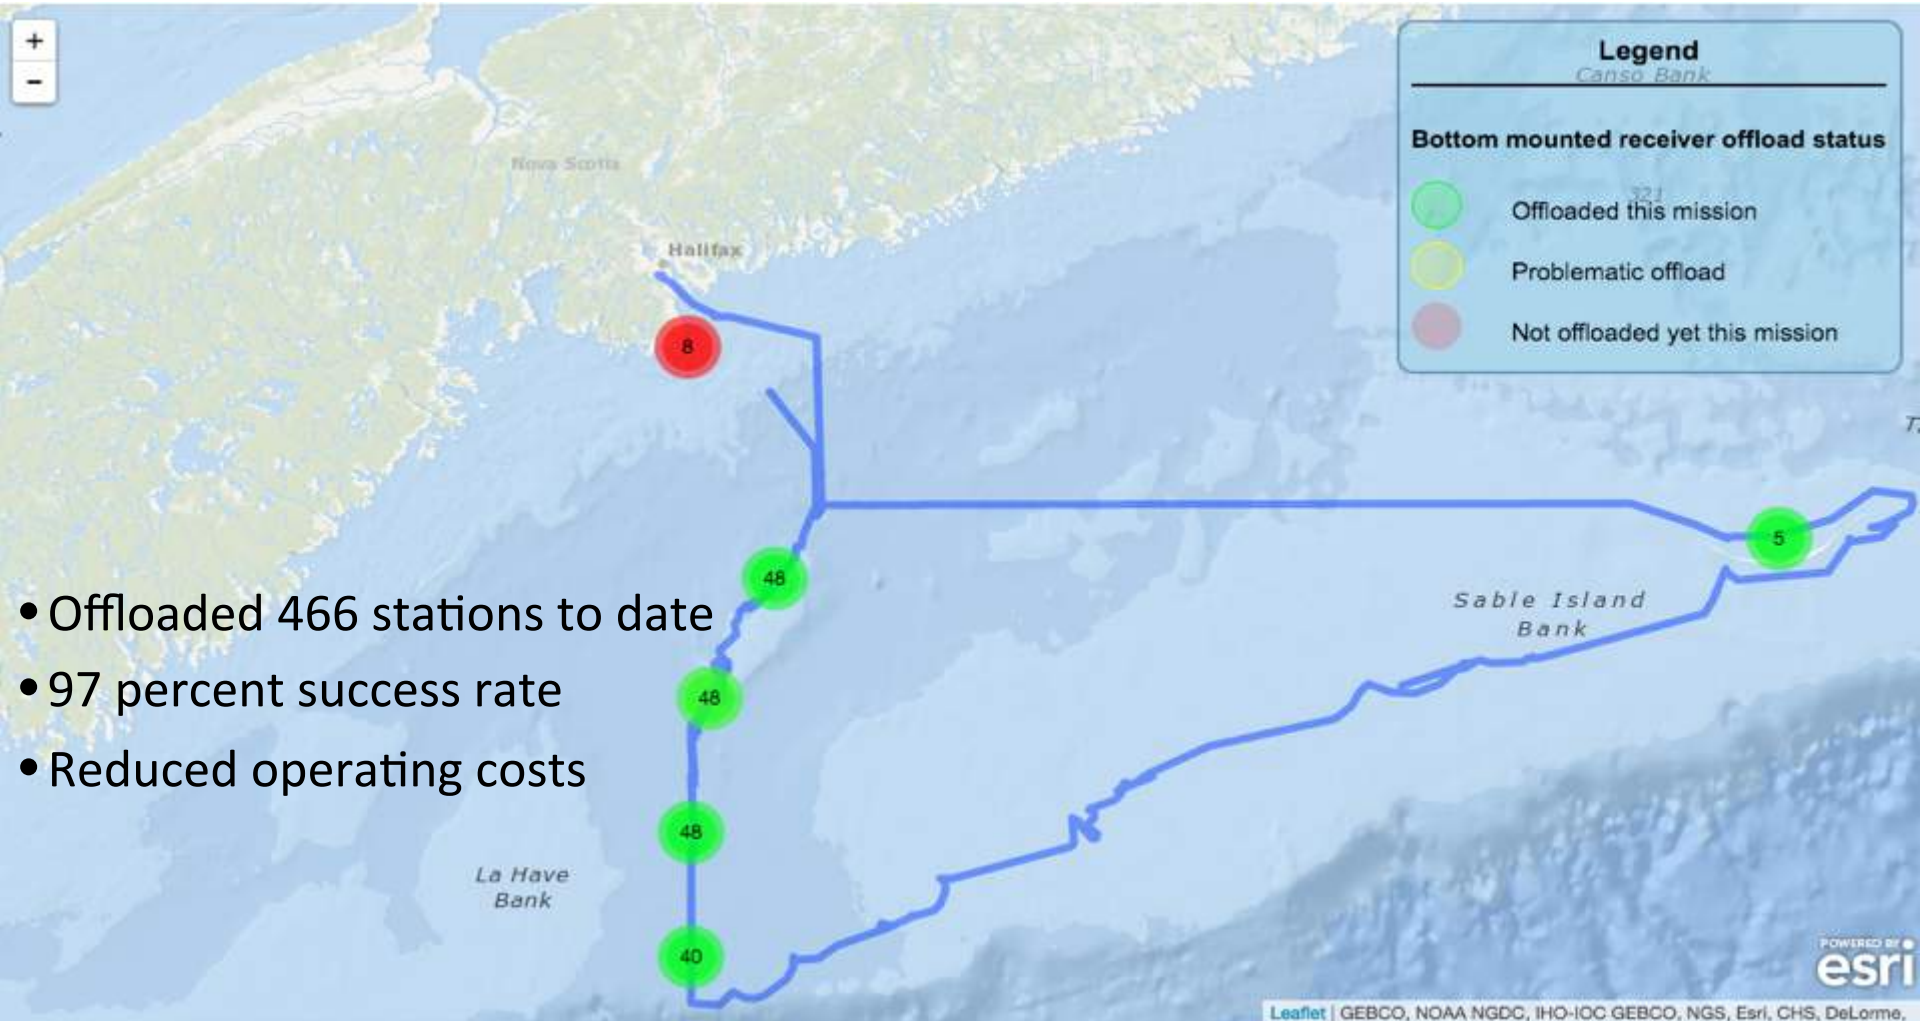 +
-
Legend
Canso Bank
Bottom mounted receiver offload status
321
Offloaded this mission
Problematic offload
Not offloaded yet this mission
Nova Scotia
Halifax
8
5
48
Sable Island
Bank
• Offloaded 466 stations to date
48
• 97 percent success rate
• Reduced operating costs
48
La Have
Bank
40
POWERED BY
esri
Leaflet | GEBCO, NOAA NGDC, IHO-IOC GEBCO, NGS, Esri, CHS, DeLorme,